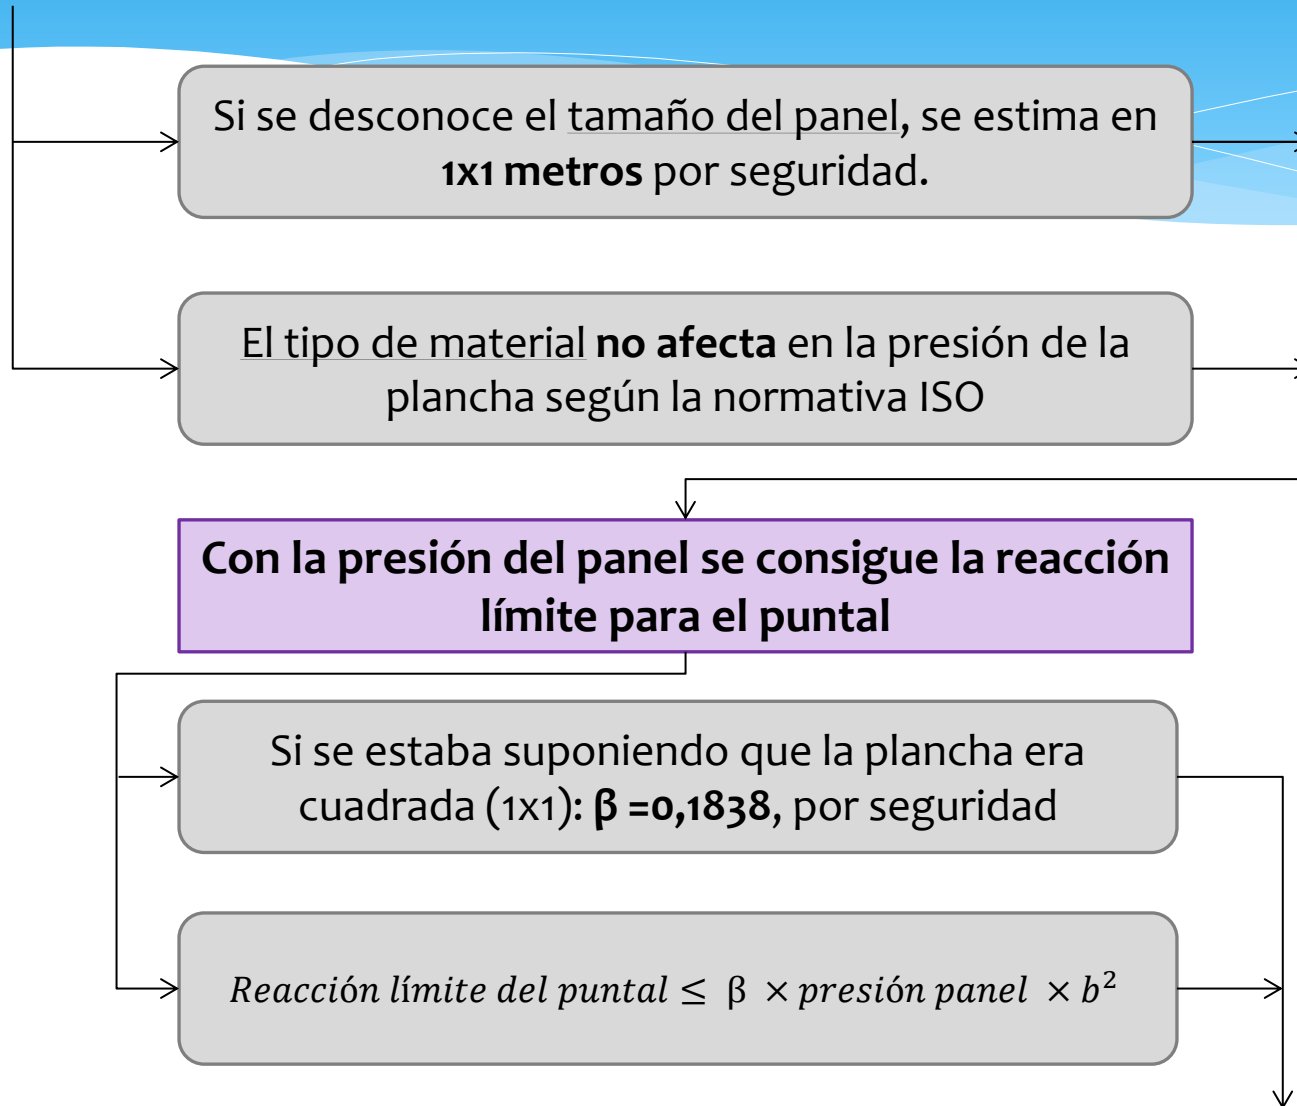 Si se desconoce el tamaño del panel, se estima en
1x1 metros por seguridad.
El tipo de material no afecta en la presión de la
plancha según la normativa ISO
Con la presión del panel se consigue la reacción
límite para el puntal
Si se estaba suponiendo que la plancha era
cuadrada (1x1): β =0,1838, por seguridad
Reacción límite del puntal ≤ β × presión panel × b²